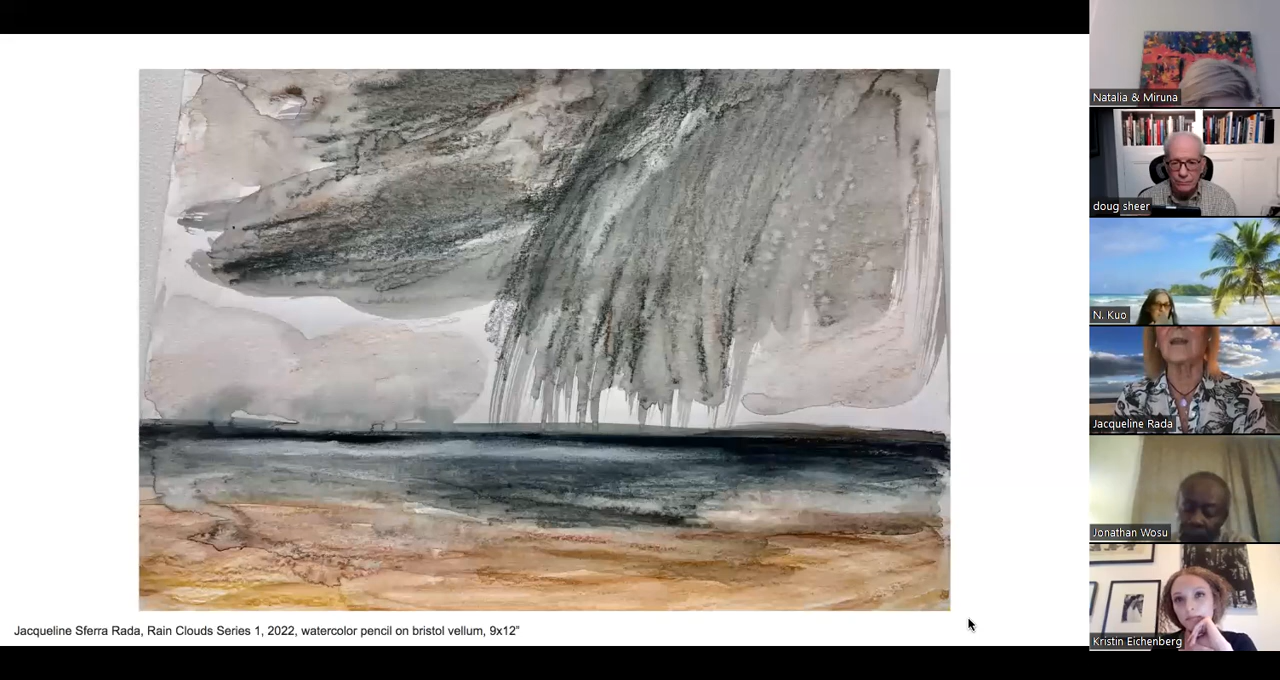 Natalia & Miruna
doug sheer
N. Kuo
Jacqueline Rada
Jonathan Wosu
Kristin Eichenberg
Jacqueline Sferra Rada, Rain Clouds Series 1, 2022, watercolor pencil on bristol vellum, 9x12"